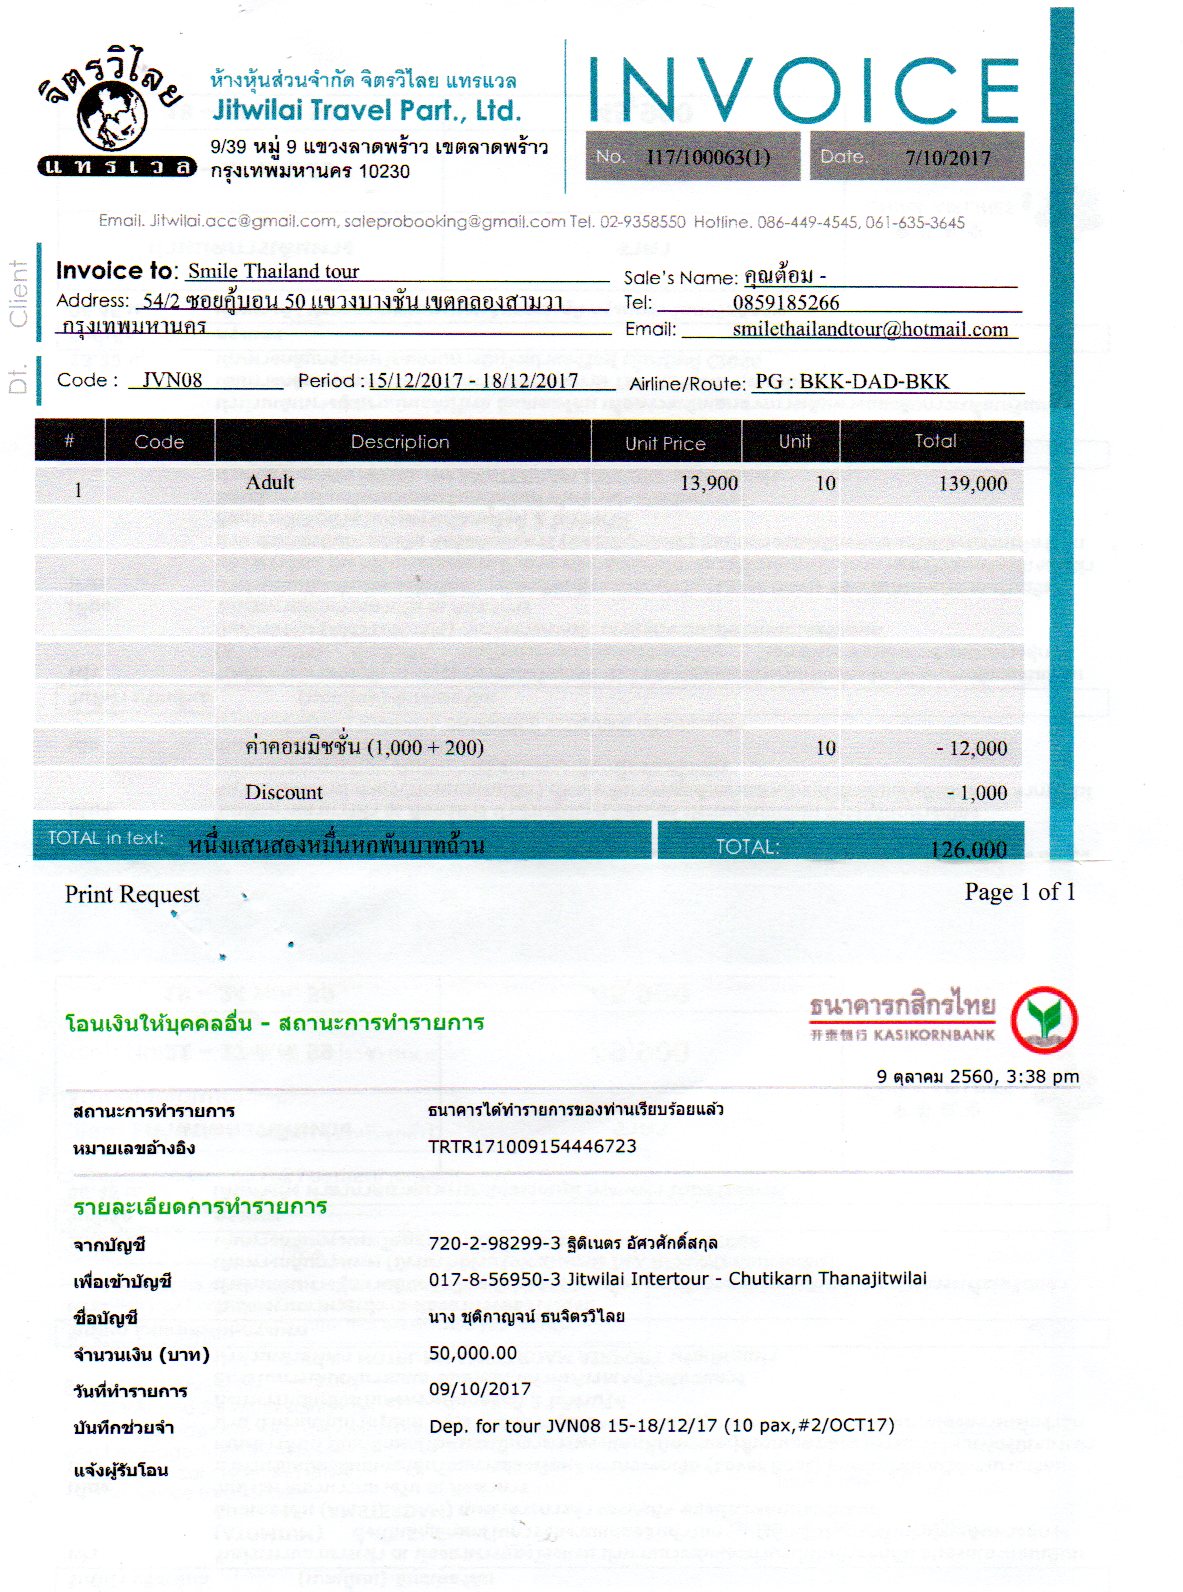 จิตรวิไลย
แทรเวล
ห้างหุ้นส่วนจำกัด จิตรวิไลย แทรแวล
Jitwilai Travel Part., Ltd.
9/39 หมู่ 9 แขวงลาดพร้าว เขตลาดพร้าว
กรุงเทพมหานคร 10230
INVOICE
No. I17/100063(1) Date. 7/10/2017
Email. Jitwilai.acc@gmail.com, saleprobooking@gmail.com Tel. 02-9358550 Hotline. 086-449-4545, 061-635-3645
Client
Invoice to: Smile Thailand tour
Sale's Name: คุณต้อม -
Address: 54/2 ซอยคู้บอน 50 แขวงบางชัน เขตคลองสามวา
Tel: 0859185266
กรุงเทพมหานคร
Email: smilethailandtour@hotmail.com
Dt.
Code : JVN08 Period : 15/12/2017 - 18/12/2017 Airline/Route: PG : BKK-DAD-BKK
# Code Description Unit Price Unit Total
1 Adult 13,900 10 139,000
ค่าคอมมิชชั่น (1,000 + 200) 10 - 12,000
Discount - 1,000
TOTAL in text: หนึ่งแสนสองหมื่นหกพันบาทถ้วน TOTAL: 126,000
Print Request Page 1 of 1
โอนเงินให้บุคคลอื่น - สถานะการทำรายการ
ธนาคารกสิกรไทย
开泰银行 KASIKORNBANK
9 ตุลาคม 2560, 3:38 pm
สถานะการทำรายการ ธนาคารได้ทำรายการของท่านเรียบร้อยแล้ว
หมายเลขอ้างอิง TRTR171009154446723
รายละเอียดการทำรายการ
จากบัญชี 720-2-98299-3 ฐิติเนตร อัศวศักดิ์สกุล
เพื่อเข้าบัญชี 017-8-56950-3 Jitwilai Intertour - Chutikarn Thanajitwilai
ชื่อบัญชี นาง ชุติกาญจน์ ธนจิตรวิไลย
จำนวนเงิน (บาท) 50,000.00
วันที่ทำรายการ 09/10/2017
บันทึกช่วยจำ Dep. for tour JVN08 15-18/12/17 (10 pax,#2/OCT17)
แจ้งผู้รับโอน